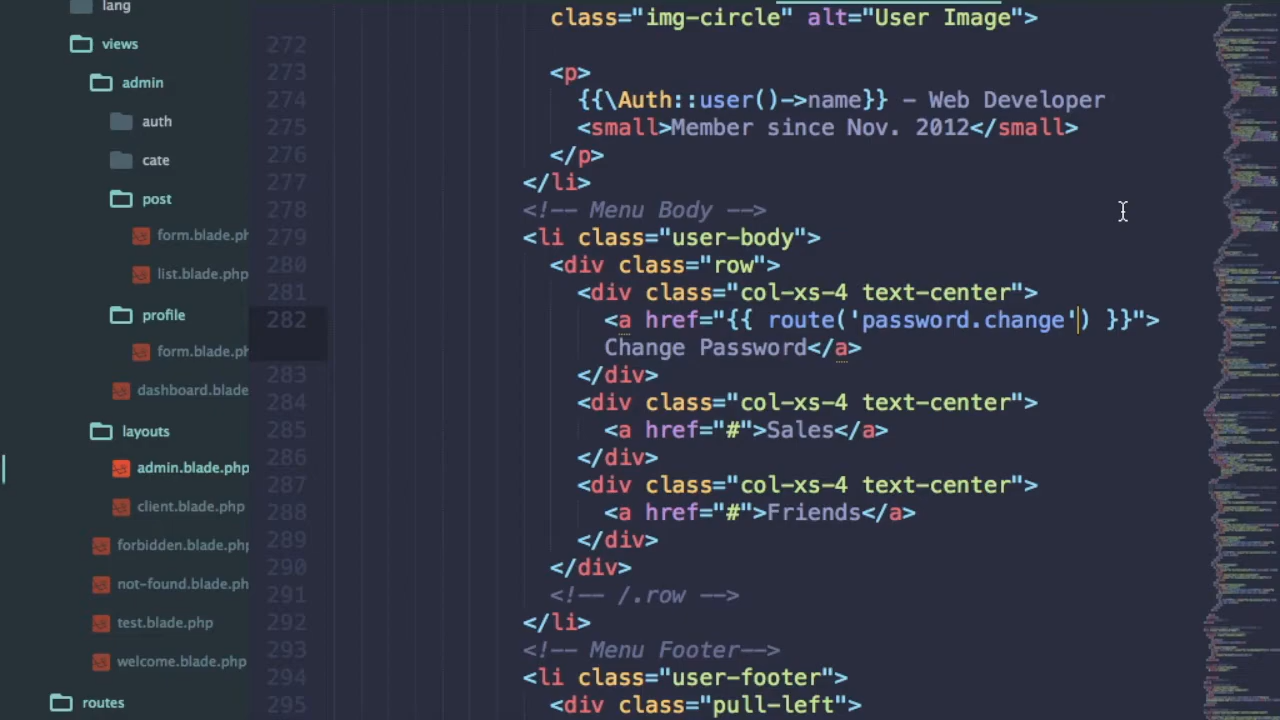 lang
views
admin
auth
cate
post
form.blade.ph
list.blade.php
profile
form.blade.ph
dashboard.blade
layouts
admin.blade.php
client.blade.php
forbidden.blade.php
not-found.blade.ph
test.blade.php
welcome.blade.php
routes
class="img-circle" alt="User Image">
272
273 <p>
274 {{\Auth::user()->name}} - Web Developer
275 <small>Member since Nov. 2012</small>
276 </p>
277 </li>
278 <!-- Menu Body -->
279 <li class="user-body">
280 <div class="row">
281 <div class="col-xs-4 text-center">
282 <a href="{{ route('password.change') }}">
Change Password</a>
283 </div>
284 <div class="col-xs-4 text-center">
285 <a href="#">Sales</a>
286 </div>
287 <div class="col-xs-4 text-center">
288 <a href="#">Friends</a>
289 </div>
290 </div>
291 <!-- /.row -->
292 </li>
293 <!-- Menu Footer-->
294 <li class="user-footer">
295 <div class="pull-left">